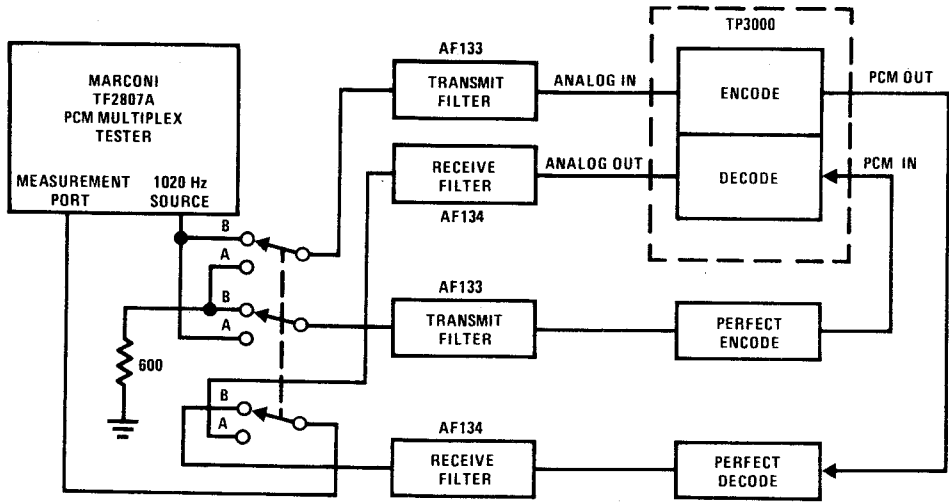 TP3000
AF133
MARCONI
TF2807A
PCM MULTIPLEX
TESTER
TRANSMIT
FILTER
ANALOG IN
ENCODE
PCM OUT
MEASUREMENT
PORT
1020 Hz
SOURCE
RECEIVE
FILTER
ANALOG OUT
DECODE
PCM IN
AF134
B
A
AF133
B
A
TRANSMIT
FILTER
PERFECT
ENCODE
600
B
A
AF134
RECEIVE
FILTER
PERFECT
DECODE